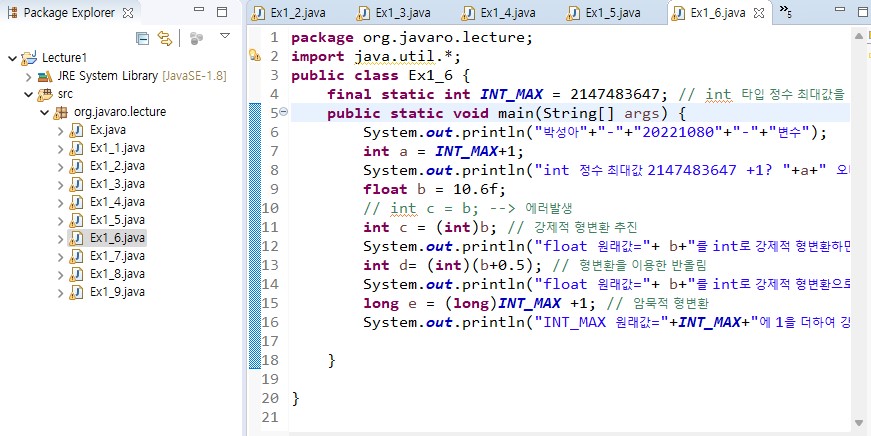 Package Explorer
Lecture1
JRE System Library [JavaSE-1.8]
src
org.javaro.lecture
Ex.java
Ex1_1.java
Ex1_2.java
Ex1_3.java
Ex1_4.java
Ex1_5.java
Ex1_6.java
Ex1_7.java
Ex1_8.java
Ex1_9.java
Ex1_2.java Ex1_3.java Ex1_4.java Ex1_5.java Ex1_6.java »5
1 package org.javaro.lecture;
2 import java.util.*;
3 public class Ex1_6 {
4 final static int INT_MAX = 2147483647; // int 타입 정수 최대값을
5 public static void main(String[] args) {
6 System.out.println("박성아"+"-"+"20221080"+"-"+"변수");
7 int a = INT_MAX+1;
8 System.out.println("int 정수 최대값 2147483647 +1? "+a+" 오
9 float b = 10.6f;
10 // int c = b; --> 에러발생
11 int c = (int)b; // 강제적 형변환 추진
12 System.out.println("float 원래값="+ b+"를 int로 강제적 형변환하면
13 int d= (int)(b+0.5); // 형변환을 이용한 반올림
14 System.out.println("float 원래값="+ b+"를 int로 강제적 형변환으로
15 long e = (long)INT_MAX +1; // 암묵적 형변환
16 System.out.println("INT_MAX 원래값="+INT_MAX+"에 1을 더하여 강
17
18 }
19
20 }
21